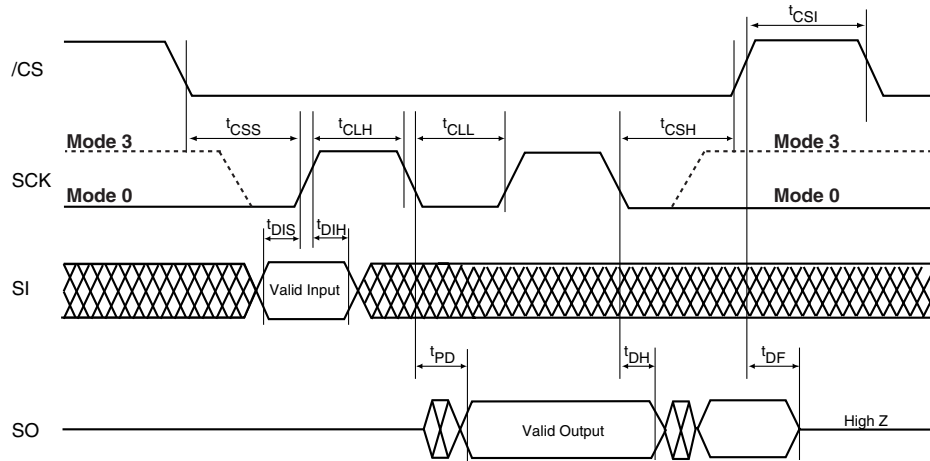 tCSI
/CS
tCSS tCLH tCLL tCSH
Mode 3 Mode 3
SCK
Mode 0 Mode 0
tDIS tDIH
SI Valid Input
tPD tDH tDF
SO Valid Output High Z